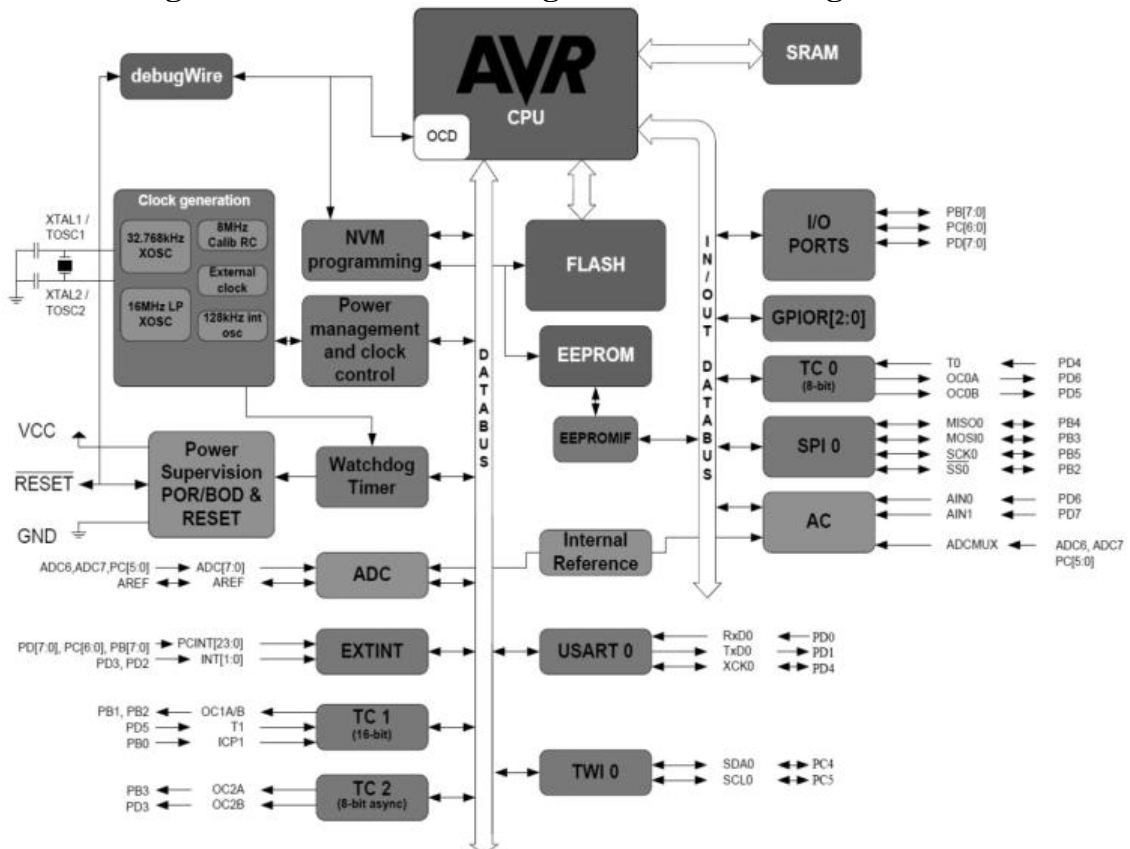 AVR
CPU
OCD
SRAM
debugWire
Clock generation
XTAL1 /
TOSC1
XTAL2 /
TOSC2
32.768kHz
XOSC
8MHz
Calib RC
External
clock
16MHz LP
XOSC
128kHz int
osc
NVM
programming
Power
management
and clock
control
FLASH
EEPROM
EEPROMIF
DATABUS
IN/OUT
DATABUS
I/O
PORTS
PB[7:0]
PC[6:0]
PD[7:0]
GPIOR[2:0]
TC 0
(8-bit)
T0 PD4
OC0A PD6
OC0B PD5
SPI 0
MISO0 PB4
MOSI0 PB3
SCK0 PB5
SS0 PB2
AC
AIN0 PD6
AIN1 PD7
ADCMUX ADC6, ADC7
PC[5:0]
VCC
RESET
GND
Power
Supervision
POR/BOD &
RESET
Watchdog
Timer
Internal
Reference
ADC6,ADC7,PC[5:0] ADC[7:0]
AREF AREF
ADC
PD[7:0], PC[6:0], PB[7:0] PCINT[23:0]
PD3, PD2 INT[1:0]
EXTINT
USART 0
RxD0 PD0
TxD0 PD1
XCK0 PD4
PB1, PB2 OC1A/B
PD5 T1
PB0 ICP1
TC 1
(16-bit)
TWI 0
SDA0 PC4
SCL0 PC5
PB3 OC2A
PD3 OC2B
TC 2
(8-bit async)